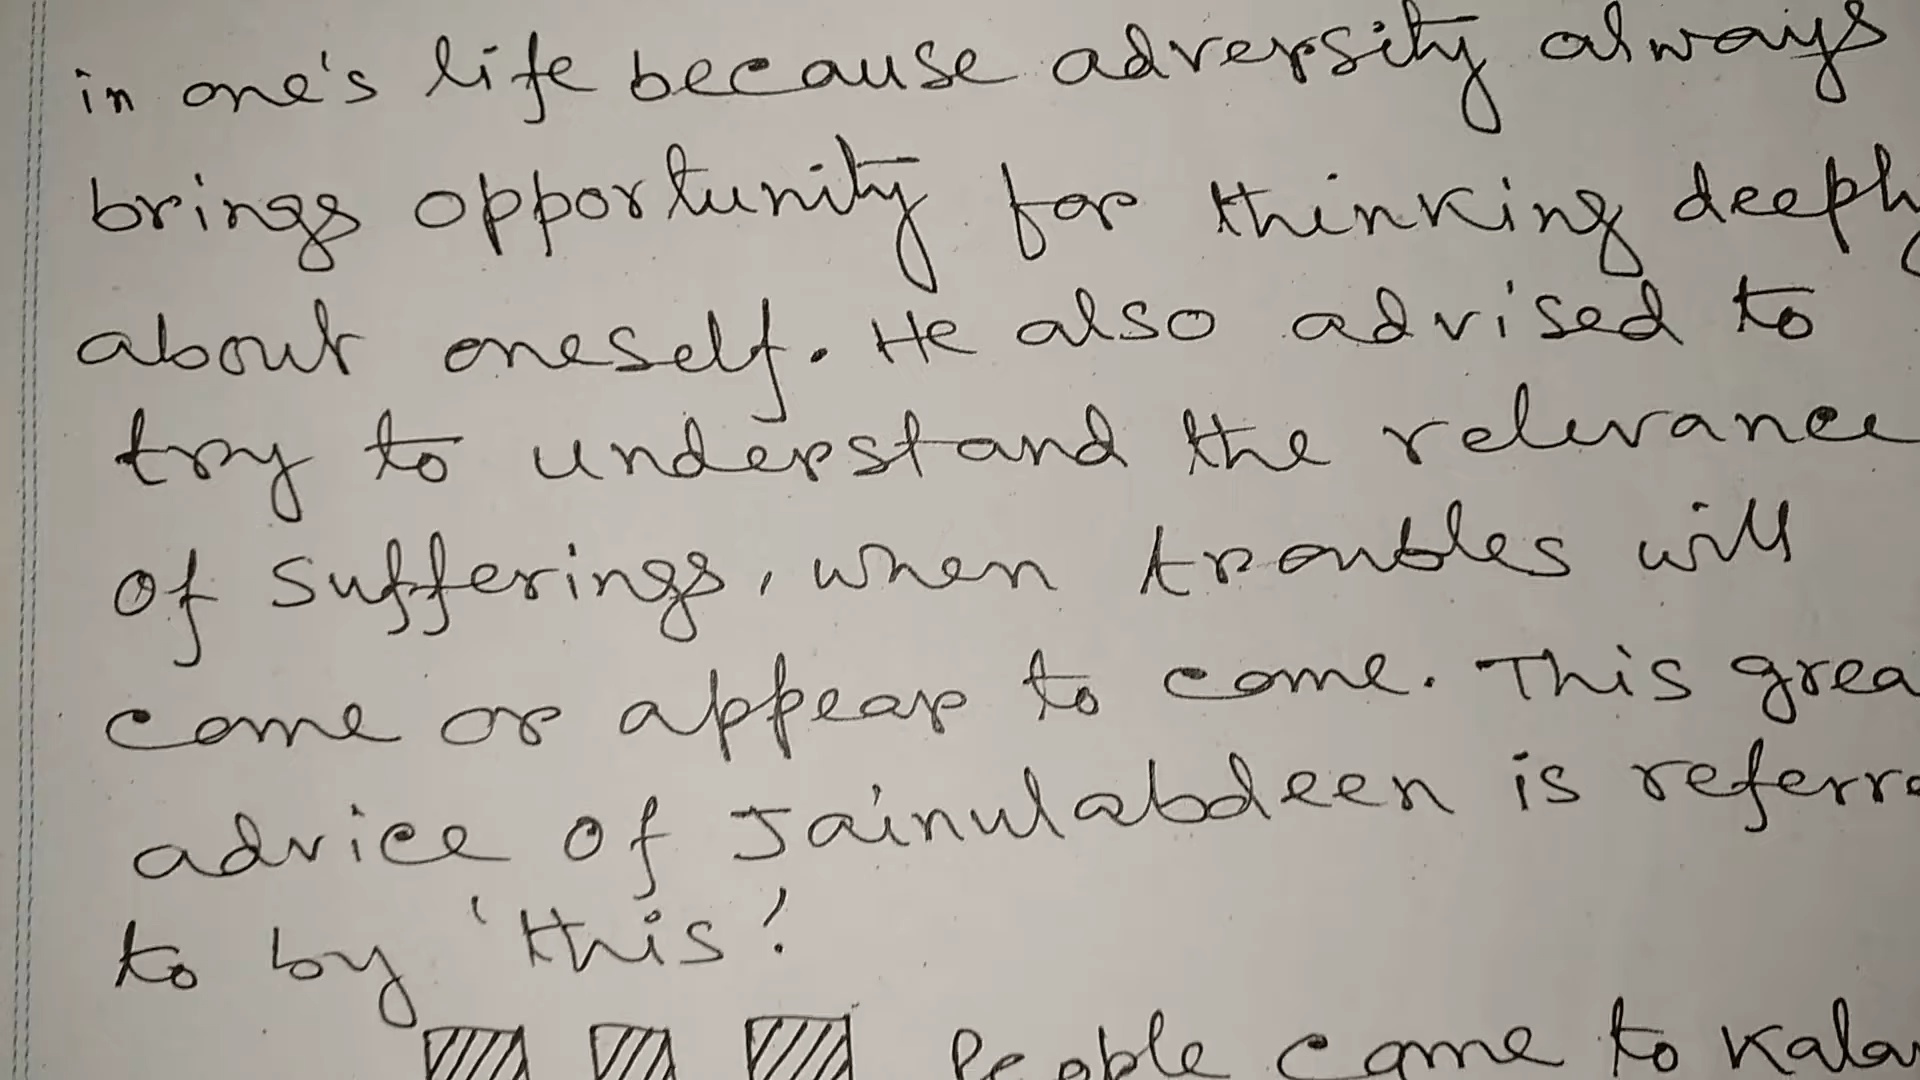 in one's life because adversity always
brings opportunity for thinking deeply
about oneself. He also advised to
try to understand the relevance
of sufferings, when troubles will
come or appear to come. This grea
advice of Jainulabdeen is referre
to by 'this'.
People came to Kala